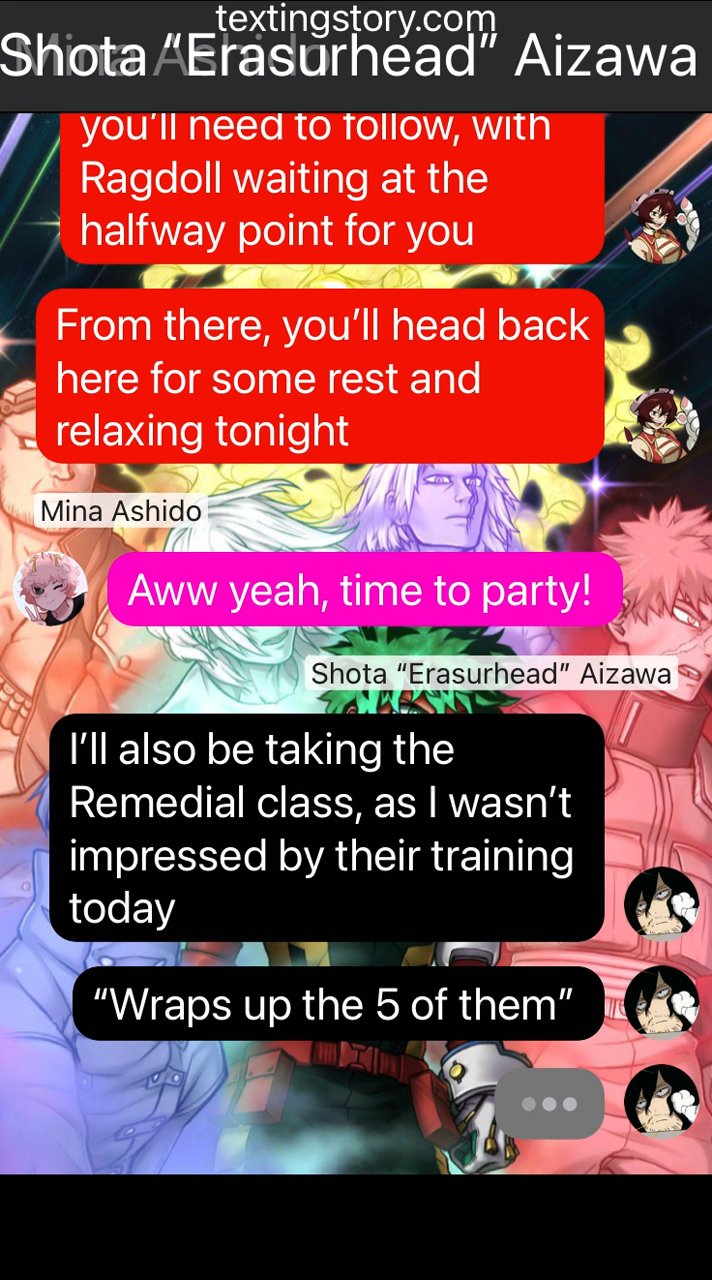 textingstory.com
Mina Ashido
Shota “Erasurhead” Aizawa
you’ll need to follow, with
Ragdoll waiting at the
halfway point for you
From there, you’ll head back
here for some rest and
relaxing tonight
Mina Ashido
Aww yeah, time to party!
Shota “Erasurhead” Aizawa
I’ll also be taking the
Remedial class, as I wasn’t
impressed by their training
today
“Wraps up the 5 of them”